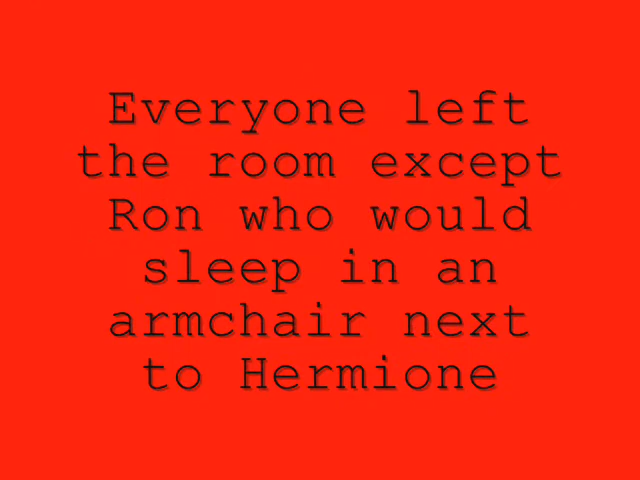 Everyone left
the room except
Ron who would
sleep in an
armchair next
to Hermione